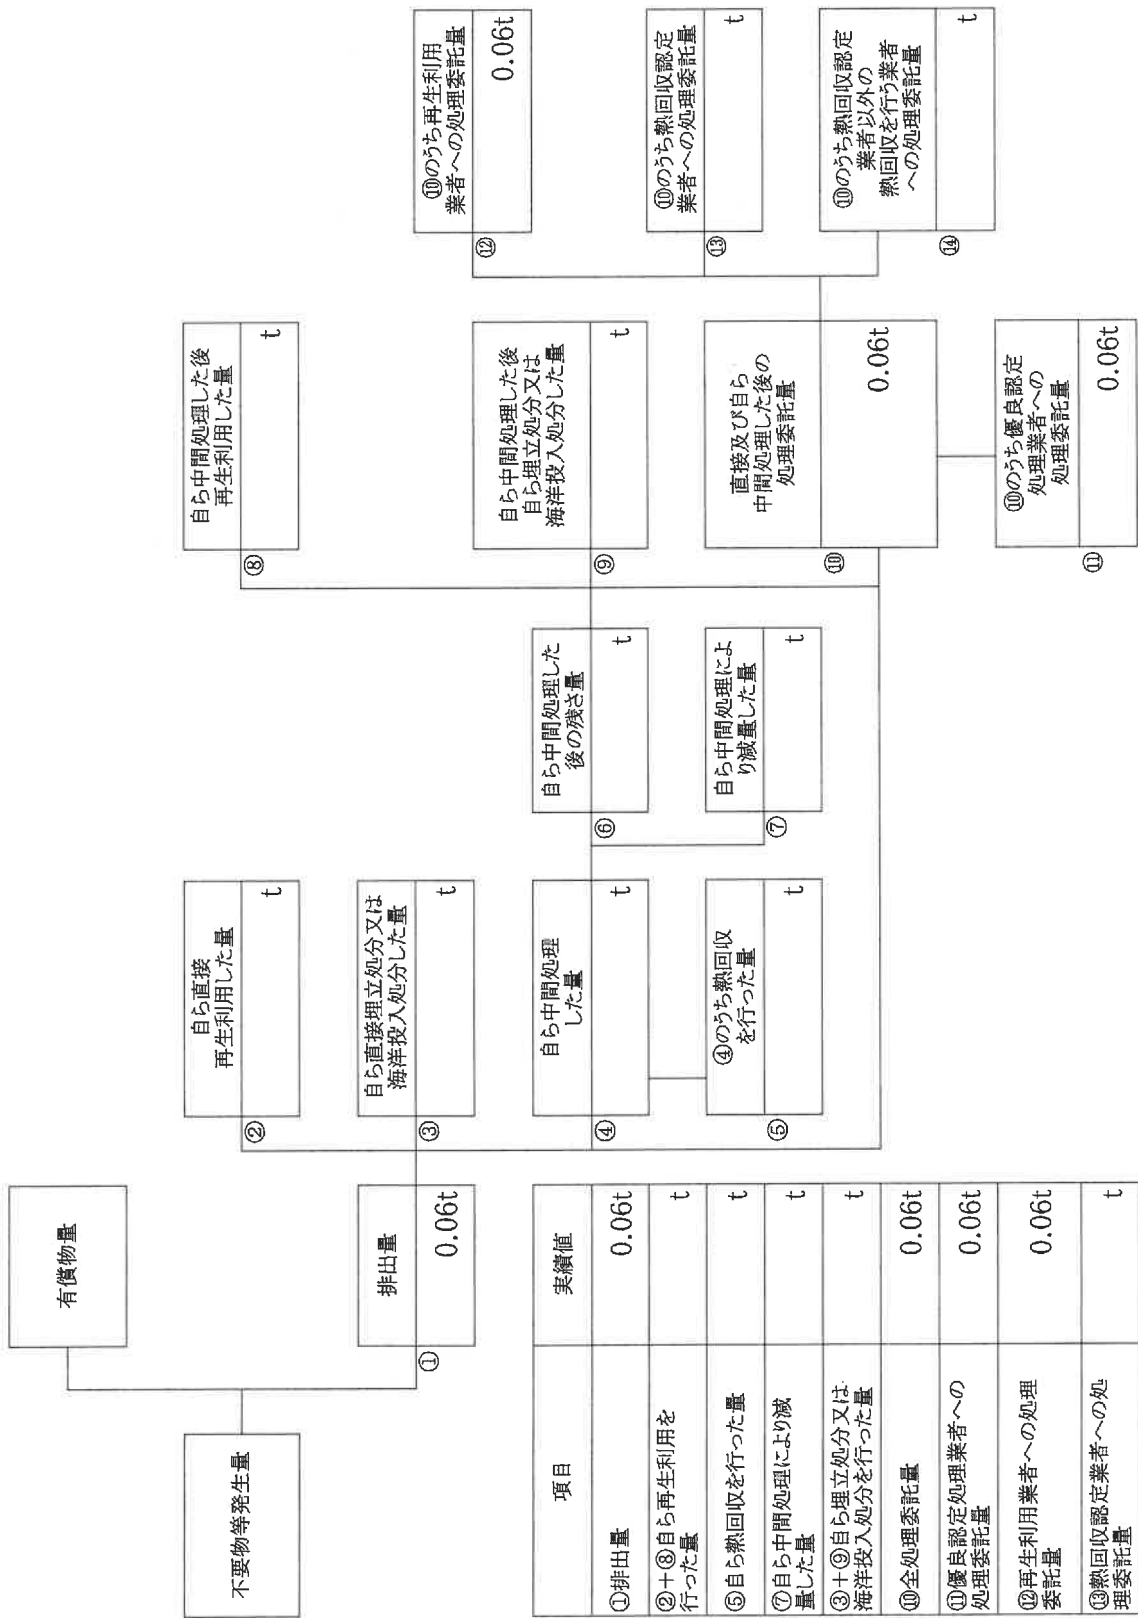 有償物量
不要物等発生量
排出量
①
0.06t
自ら直接
再生利用した量
②
t
自ら直接埋立処分又は
海洋投入処分した量
③
t
自ら中間処理
した量
④
t
④のうち熱回収
を行った量
⑤
t
自ら中間処理した
後の残さ量
⑥
t
自ら中間処理によ
り減量した量
⑦
t
自ら中間処理した後
再生利用した量
⑧
t
自ら中間処理した後
自ら埋立処分又は
海洋投入処分した量
⑨
t
直接及び自ら
中間処理した後の
処理委託量
⑩
0.06t
⑩のうち優良認定
処理業者への
処理委託量
⑪
0.06t
⑩のうち再生利用
業者への処理委託量
⑫
0.06t
⑩のうち熱回収認定
業者への処理委託量
⑬
t
⑩のうち熱回収認定
業者以外の
熱回収を行う業者
への処理委託量
⑭
t
項目 実績値
①排出量 0.06t
②+⑧自ら再生利用を
行った量 t
⑤自ら熱回収を行った量 t
⑦自ら中間処理により減
量した量 t
③+⑨自ら埋立処分又は
海洋投入処分を行った量 t
⑩全処理委託量 0.06t
⑪優良認定処理業者への
処理委託量 0.06t
⑫再生利用業者への処理
委託量 0.06t
⑬熱回収認定業者への処
理委託量 t